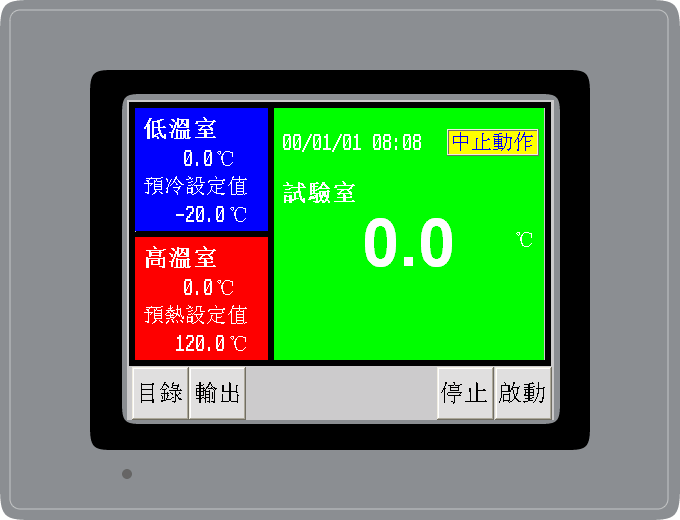 低溫室
0.0℃
預冷設定值
-20.0℃
高溫室
0.0℃
預熱設定值
120.0℃
00/01/01 08:08 中止動作
試驗室
0.0 ℃
目錄 輸出 停止 啟動